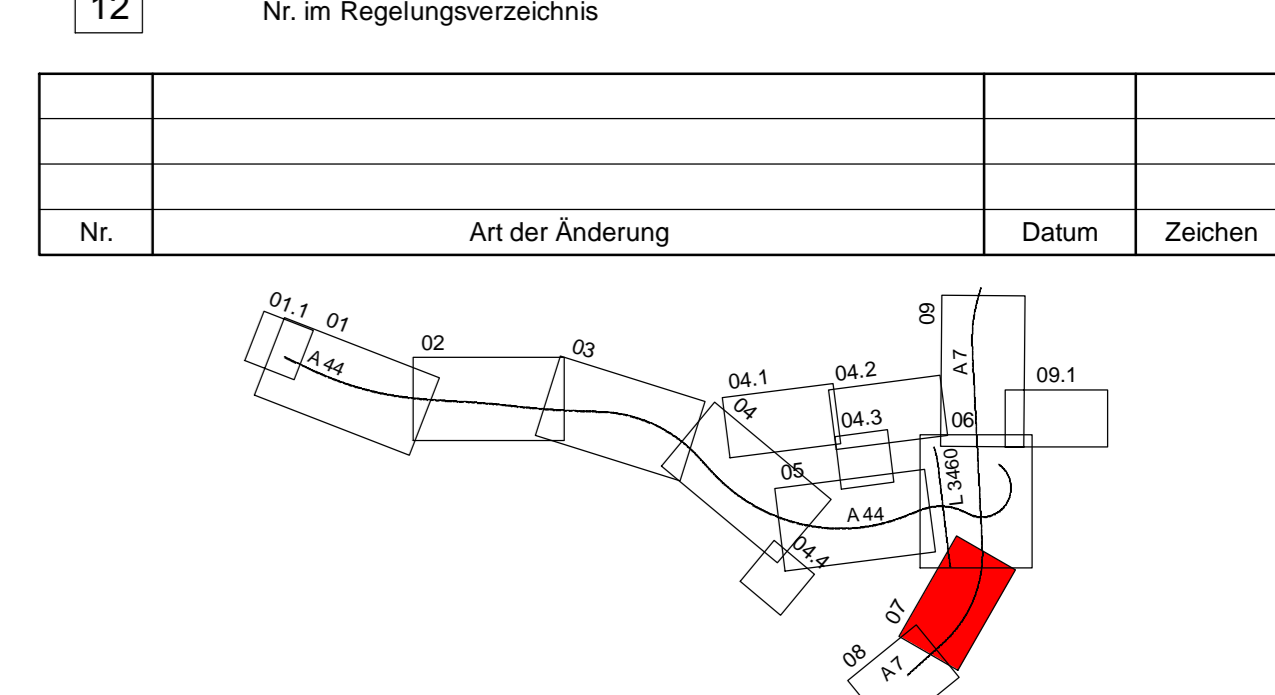 12 Nr. im Regelungsverzeichnis
Nr. Art der Änderung Datum Zeichen
01.1
01
A 44
02
03
04.1
04.2
04
04.3
05
A 44
04.4
09
A 7
09.1
06
L 3460
07
08
A 7